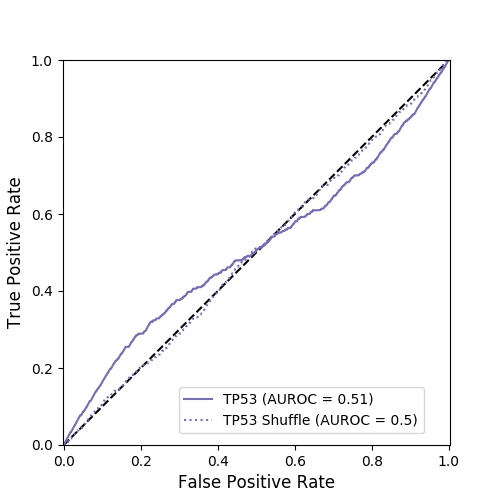 1.0
0.8
0.6
0.4
0.2
0.0
True Positive Rate
TP53 (AUROC = 0.51)
TP53 Shuffle (AUROC = 0.5)
0.0 0.2 0.4 0.6 0.8 1.0
False Positive Rate